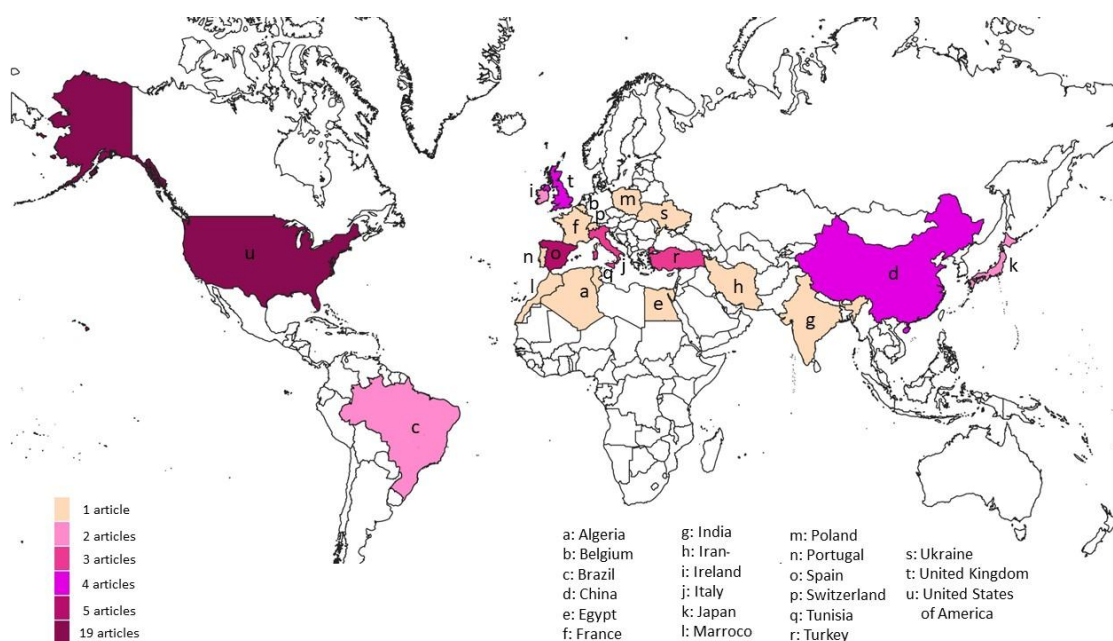 t
i
b
m
p
s
f
n
o
r
j
k
u
q
d
l
a
h
e
g
c
1 article
2 articles
3 articles
4 articles
5 articles
19 articles
a: Algeria
b: Belgium
c: Brazil
d: China
e: Egypt
f: France
g: India
h: Iran-
i: Ireland
j: Italy
k: Japan
l: Marroco
m: Poland
n: Portugal
o: Spain
p: Switzerland
q: Tunisia
r: Turkey
s: Ukraine
t: United Kingdom
u: United States
of America